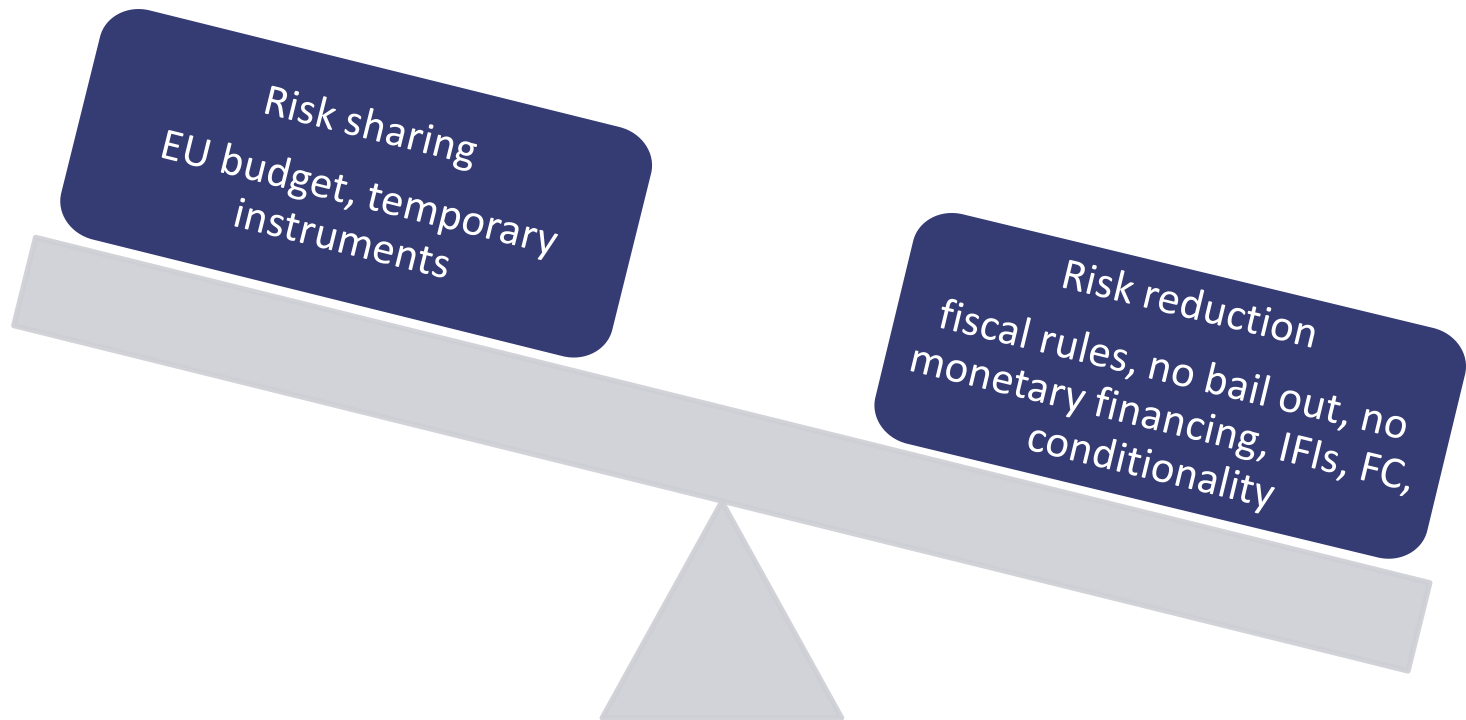 Risk sharing
EU budget, temporary
instruments
Risk reduction
fiscal rules, no bail out, no
monetary financing, IFIs, FC,
conditionality